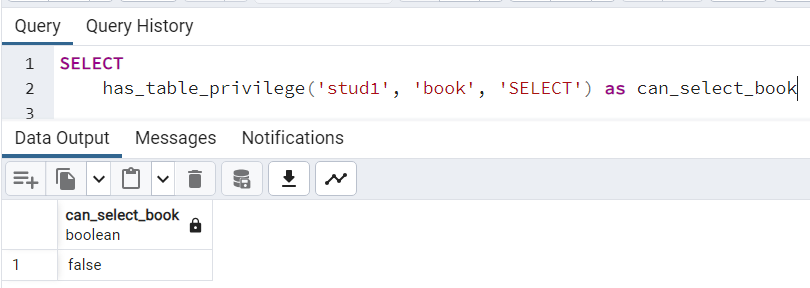 Query Query History
1 SELECT
2 has_table_privilege('stud1', 'book', 'SELECT') as can_select_book
3
Data Output Messages Notifications
can_select_book
boolean
1 false